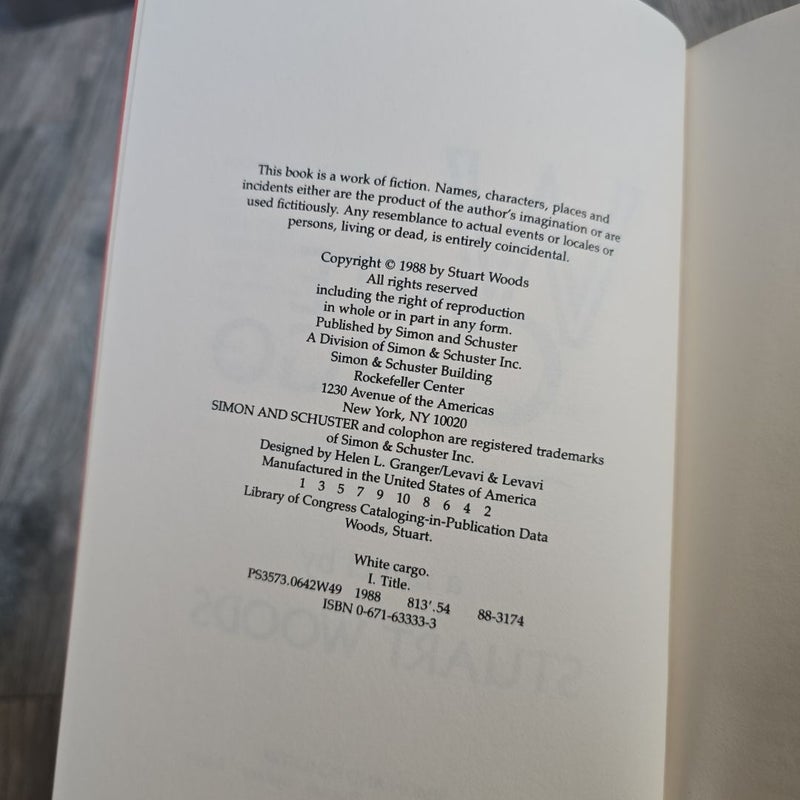 This book is a work of fiction. Names, characters, places and
incidents either are the product of the author's imagination or are
used fictitiously. Any resemblance to actual events or locales or
persons, living or dead, is entirely coincidental.
Copyright © 1988 by Stuart Woods
All rights reserved
including the right of reproduction
in whole or in part in any form.
Published by Simon and Schuster
A Division of Simon & Schuster Inc.
Simon & Schuster Building
Rockefeller Center
1230 Avenue of the Americas
New York, NY 10020
SIMON AND SCHUSTER and colophon are registered trademarks
of Simon & Schuster Inc.
Designed by Helen L. Granger/Levavi & Levavi
Manufactured in the United States of America
1 3 5 7 9 10 8 6 4 2
Library of Congress Cataloging-in-Publication Data
Woods, Stuart.
White cargo.
I. Title.
PS3573.0642W49 1988 813'.54 88-3174
ISBN 0-671-63333-3
STUART WOODS